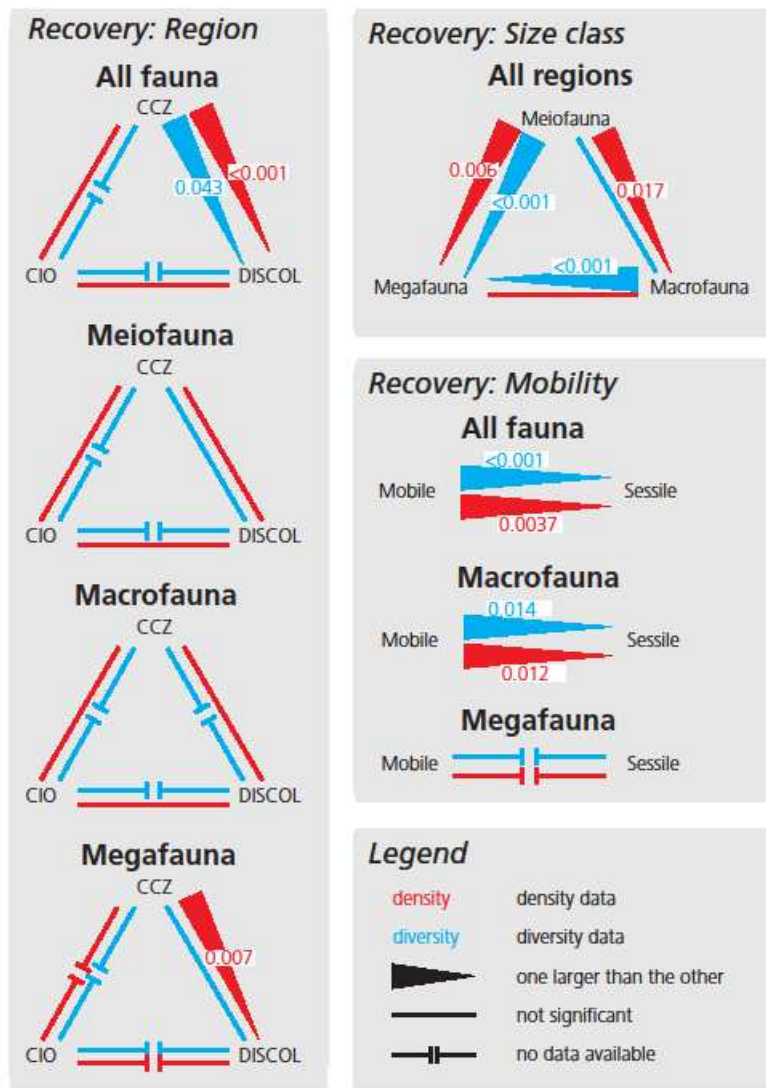 Recovery: Region
All fauna
CCZ
0.043
<0.001
CIO
DISCOL
Meiofauna
CCZ
CIO
DISCOL
Macrofauna
CCZ
CIO
DISCOL
Megafauna
CCZ
0.007
CIO
DISCOL
Recovery: Size class
All regions
Meiofauna
0.006
<0.001
0.017
<0.001
Megafauna
Macrofauna
Recovery: Mobility
All fauna
<0.001
Mobile
Sessile
0.0037
Macrofauna
0.014
Mobile
Sessile
0.012
Megafauna
Mobile
Sessile
Legend
density density data
diversity diversity data
one larger than the other
not significant
no data available